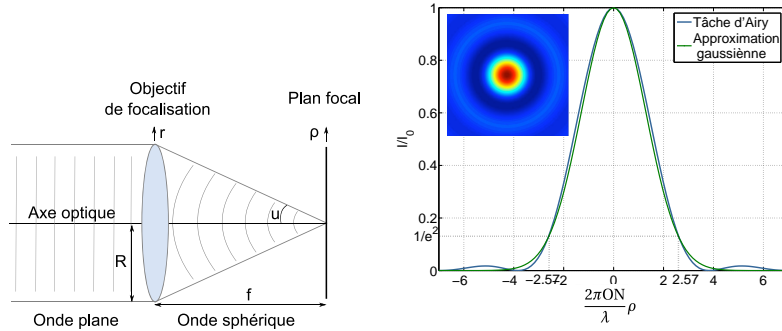 Objectif
de focalisation
Plan focal
r
ρ
Axe optique
u
R
f
Onde plane
Onde sphérique
Tâche d'Airy
Approximation
gaussiènne
I/I₀
1
0.8
0.6
0.4
0.2
1/e²
0
−6 −4 −2.57 −2 0 2 2.57 4 6
2πON
λ
ρ